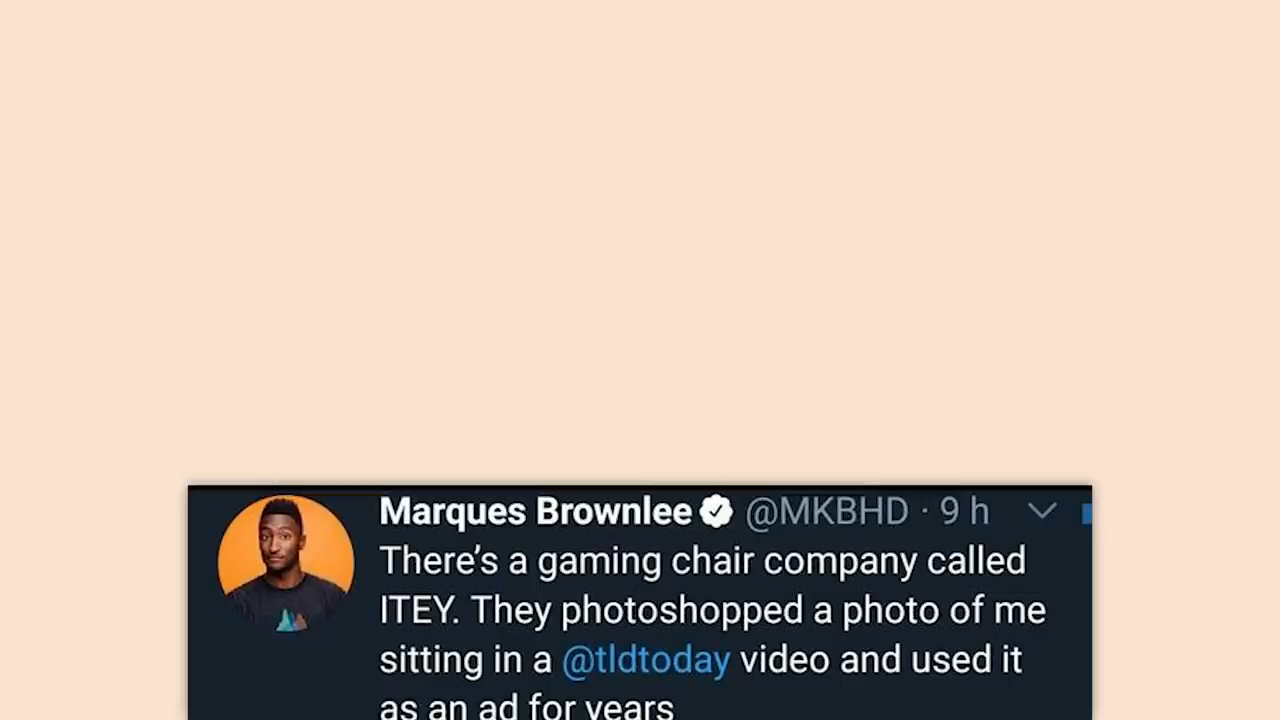 Marques Brownlee @MKBHD · 9 h
There’s a gaming chair company called
ITEY. They photoshopped a photo of me
sitting in a @tldtoday video and used it
as an ad for years